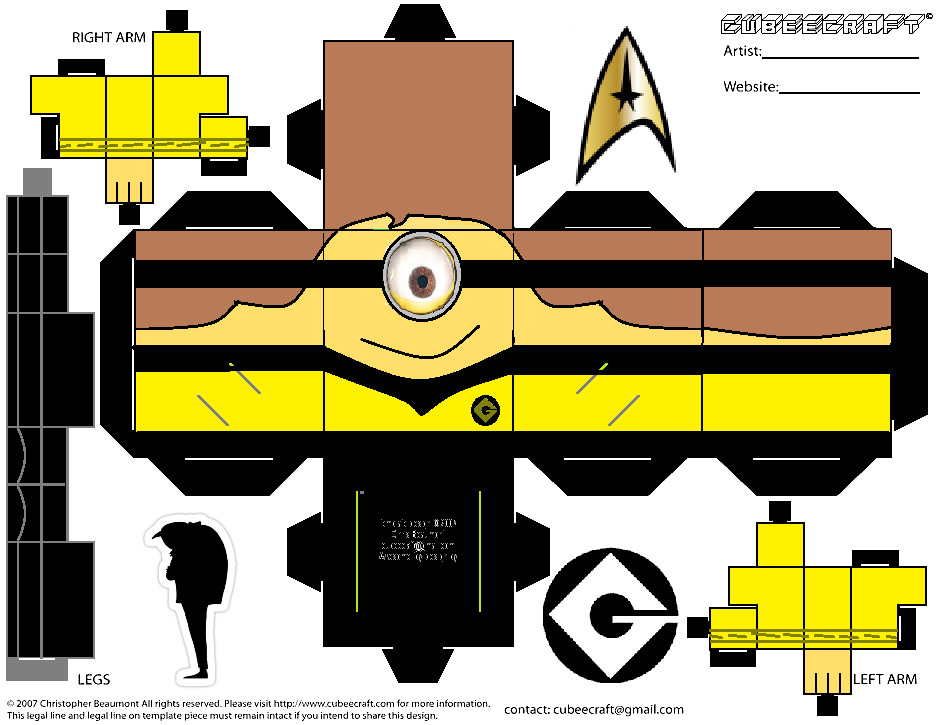 CUBEECRAFT©
RIGHT ARM
Artist:
Website:
LEGS
LEFT ARM
© 2007 Christopher Beaumont All rights reserved. Please visit http://www.cubeecraft.com for more information.
This legal line and legal line on template piece must remain intact if you intend to share this design.
contact: cubeecraft@gmail.com